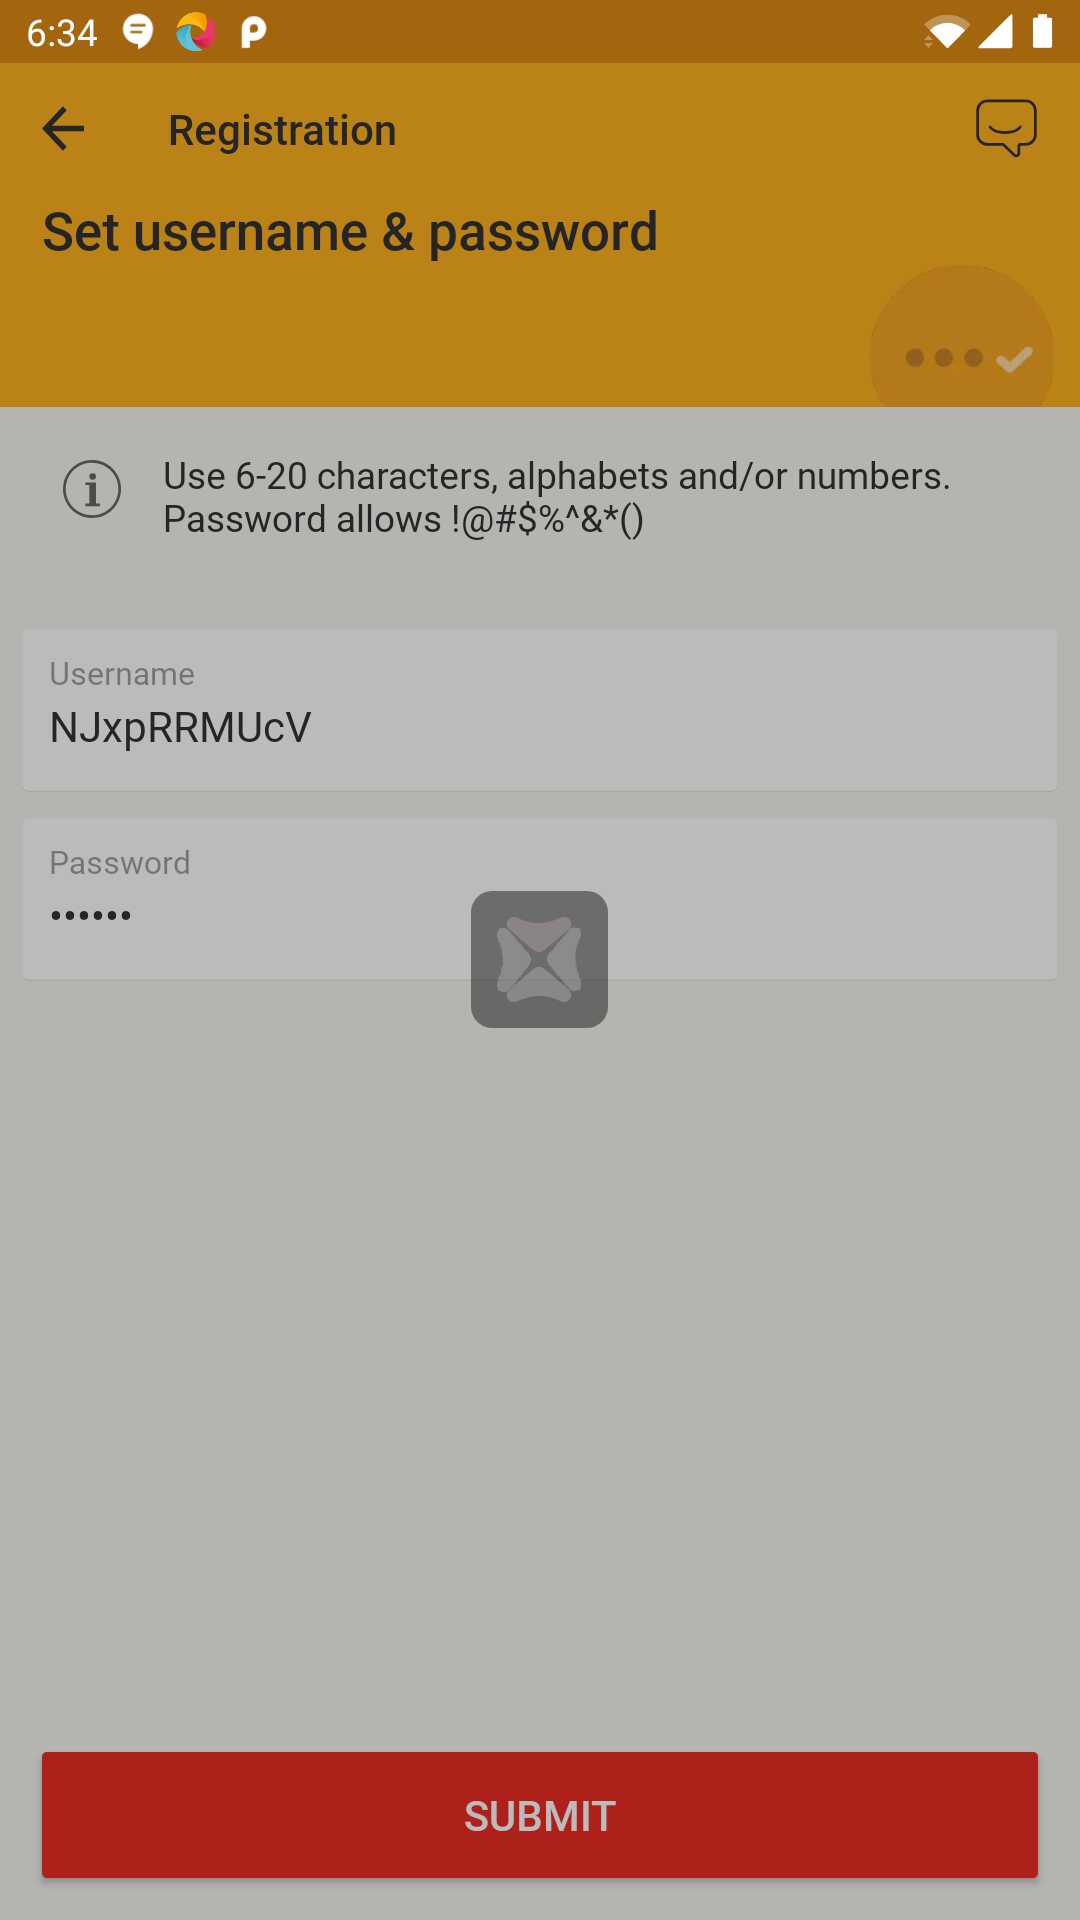 6:34
Registration
Set username & password
Use 6-20 characters, alphabets and/or numbers.
Password allows !@#$%^&*()
Username
NJxpRRMUcV
Password
••••••
SUBMIT